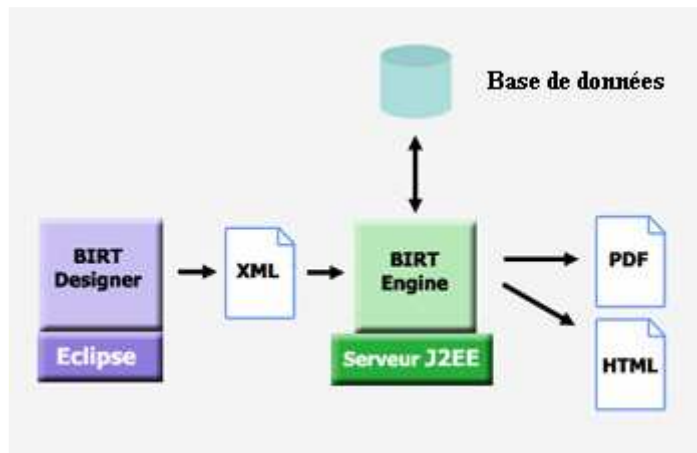 Base de données
BIRT
Designer
Eclipse
XML
BIRT
Engine
Serveur J2EE
PDF
HTML